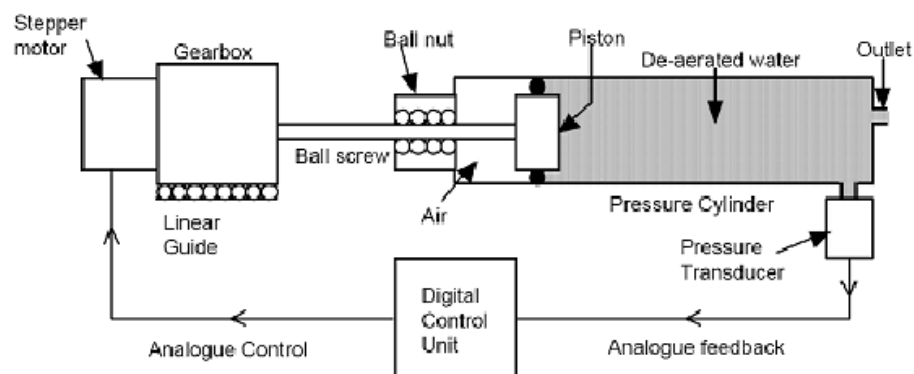 Stepper
motor
Gearbox
Ball nut
Piston
De-aerated water
Outlet
Ball screw
Air
Linear
Guide
Pressure Cylinder
Pressure
Transducer
Digital
Control
Unit
Analogue Control
Analogue feedback